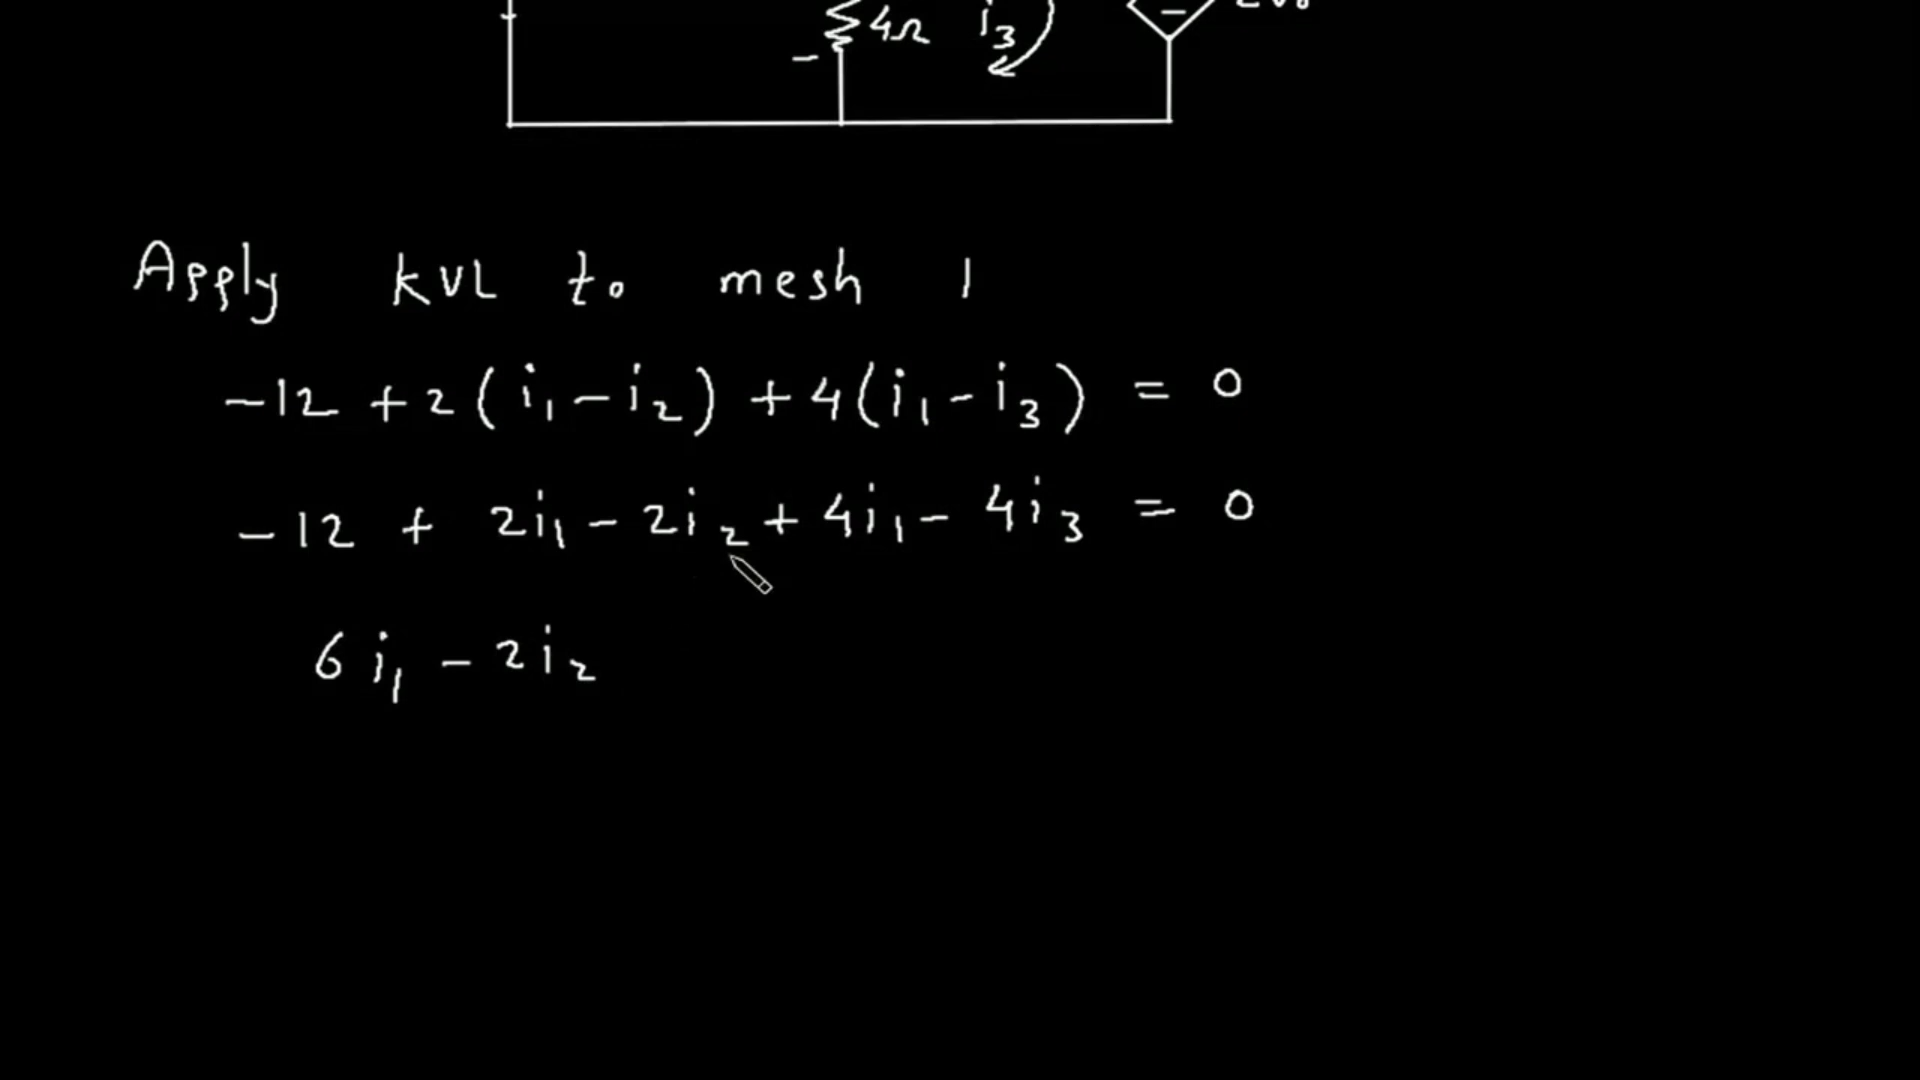 4Ω i₃
Apply KVL to mesh 1
-12 + 2(i₁ - i₂) + 4(i₁ - i₃) = 0
-12 + 2i₁ - 2i₂ + 4i₁ - 4i₃ = 0
6i₁ - 2i₂